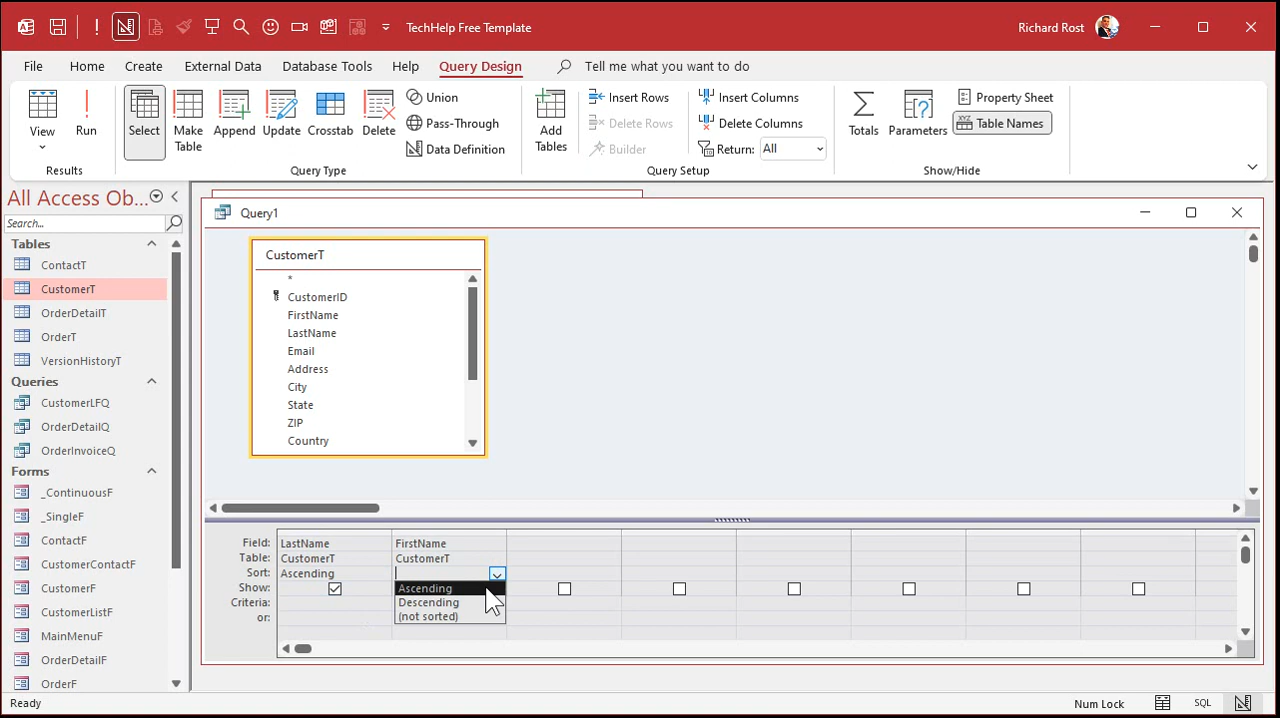 TechHelp Free Template
Richard Rost
File Home Create External Data Database Tools Help Query Design Tell me what you want to do
View
Run
Results
Select
Make Table
Append
Update
Crosstab
Delete
Union
Pass-Through
Data Definition
Query Type
Add Tables
Insert Rows
Delete Rows
Builder
Insert Columns
Delete Columns
Return: All
Query Setup
Totals
Parameters
Property Sheet
Table Names
Show/Hide
All Access Ob...
Search...
Tables
ContactT
CustomerT
OrderDetailT
OrderT
VersionHistoryT
Queries
CustomerLFQ
OrderDetailQ
OrderInvoiceQ
Forms
_ContinuousF
_SingleF
ContactF
CustomerContactF
CustomerF
CustomerListF
MainMenuF
OrderDetailF
OrderF
Query1
CustomerT
*
CustomerID
FirstName
LastName
Email
Address
City
State
ZIP
Country
Field: LastName FirstName
Table: CustomerT CustomerT
Sort: Ascending
Show:
Criteria:
or:
Ascending
Descending
(not sorted)
Ready
Num Lock
SQL